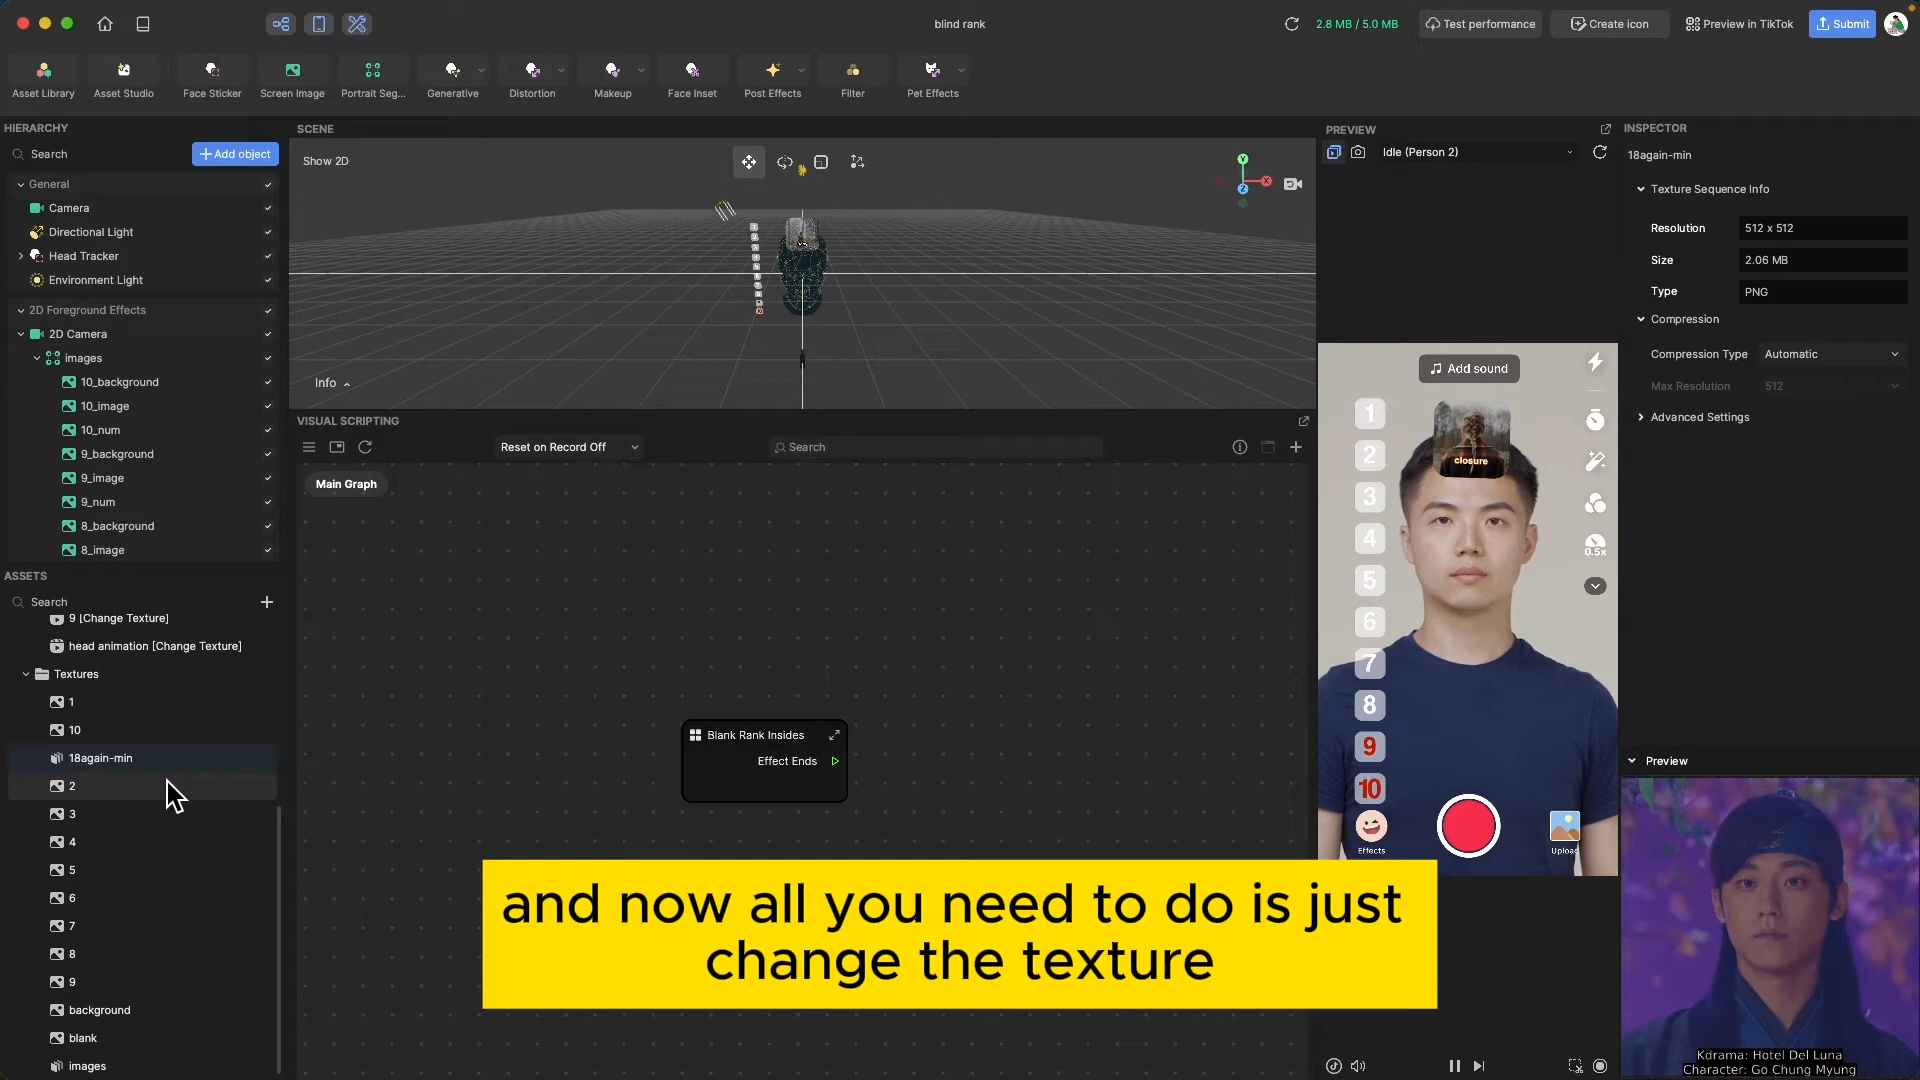 blind rank
2.8 MB / 5.0 MB
Test performance
Create icon
Preview in TikTok
Submit
Asset Library
Asset Studio
Face Sticker
Screen Image
Portrait Seg...
Generative
Distortion
Makeup
Face Inset
Post Effects
Filter
Pet Effects
HIERARCHY
Search
Add object
General
Camera
Directional Light
Head Tracker
Environment Light
2D Foreground Effects
2D Camera
images
10_background
10_image
10_num
9_background
9_image
9_num
8_background
8_image
ASSETS
Search
9 [Change Texture]
head animation [Change Texture]
Textures
1
10
18again-min
2
3
4
5
6
7
8
9
background
blank
images
SCENE
Show 2D
Y
X
Z
Info
VISUAL SCRIPTING
Reset on Record Off
Search
Main Graph
Blank Rank Insides
Effect Ends
and now all you need to do is just
change the texture
PREVIEW
Idle (Person 2)
Add sound
closure
1
2
3
4
5
6
7
8
9
10
0.5x
Effects
Upload
INSPECTOR
18again-min
Texture Sequence Info
Resolution 512 x 512
Size 2.06 MB
Type PNG
Compression
Compression Type Automatic
Max Resolution 512
Advanced Settings
Preview
Kdrama: Hotel Del Luna
Character: Go Chung Myung